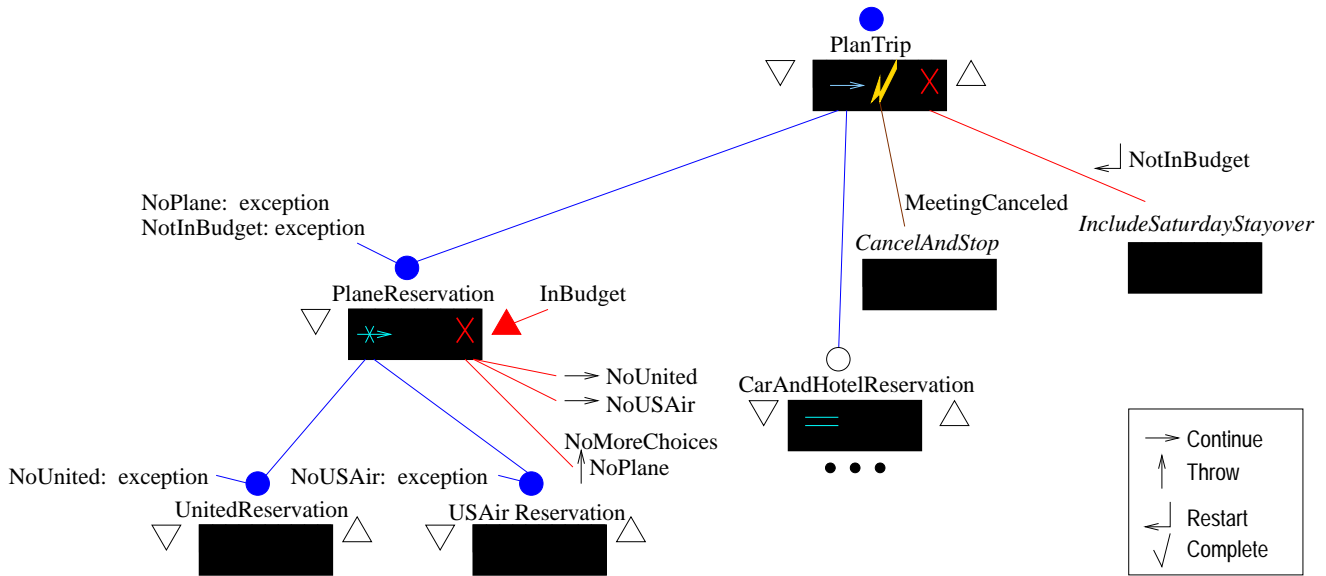 PlanTrip
NotInBudget
NoPlane: exception
NotInBudget: exception
MeetingCanceled
IncludeSaturdayStayover
CancelAndStop
PlaneReservation
InBudget
NoUnited
NoUSAir
CarAndHotelReservation
NoMoreChoices
NoPlane
NoUnited: exception
NoUSAir: exception
UnitedReservation
USAir Reservation
Continue
Throw
Restart
Complete